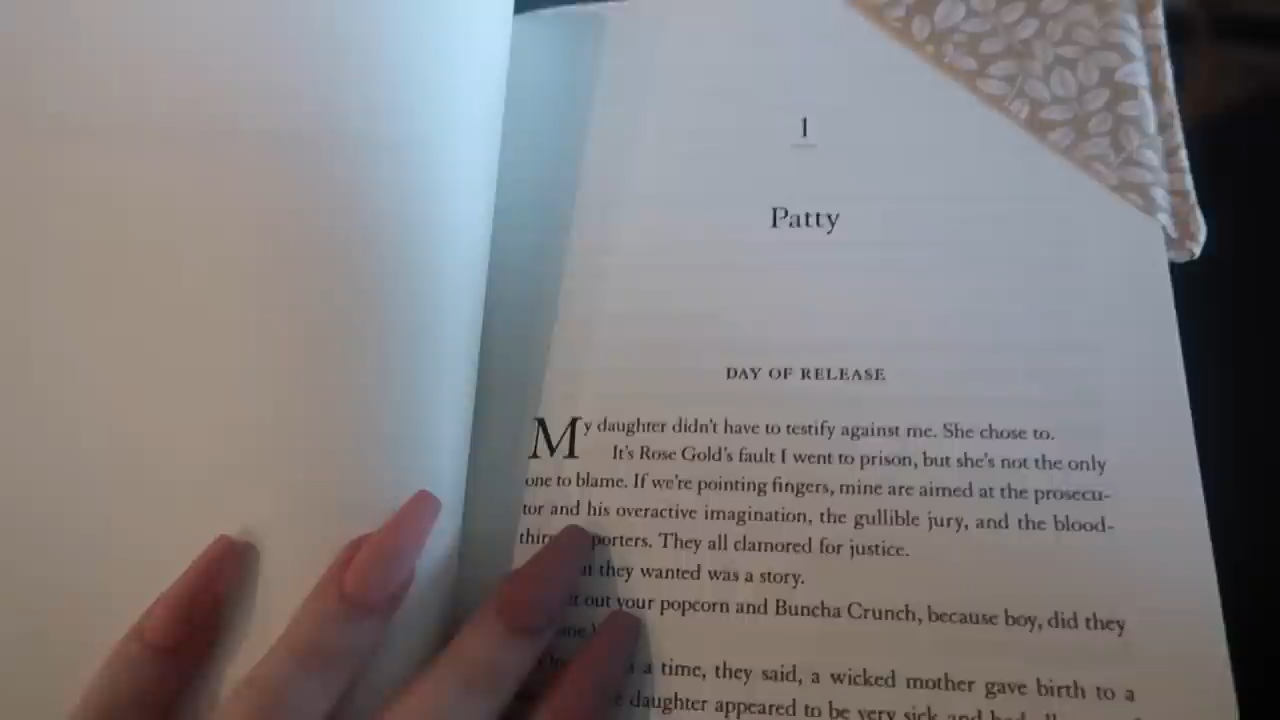 1
Patty
DAY OF RELEASE
My daughter didn't have to testify against me. She chose to.
It's Rose Gold's fault I went to prison, but she's not the only
one to blame. If we're pointing fingers, mine are aimed at the prosecu-
tor and his overactive imagination, the gullible jury, and the blood-
porters. They all clamored for justice.
they wanted was a story.
out your popcorn and Buncha Crunch, because boy, did they
a time, they said, a wicked mother gave birth to a
daughter appeared to be very sick and